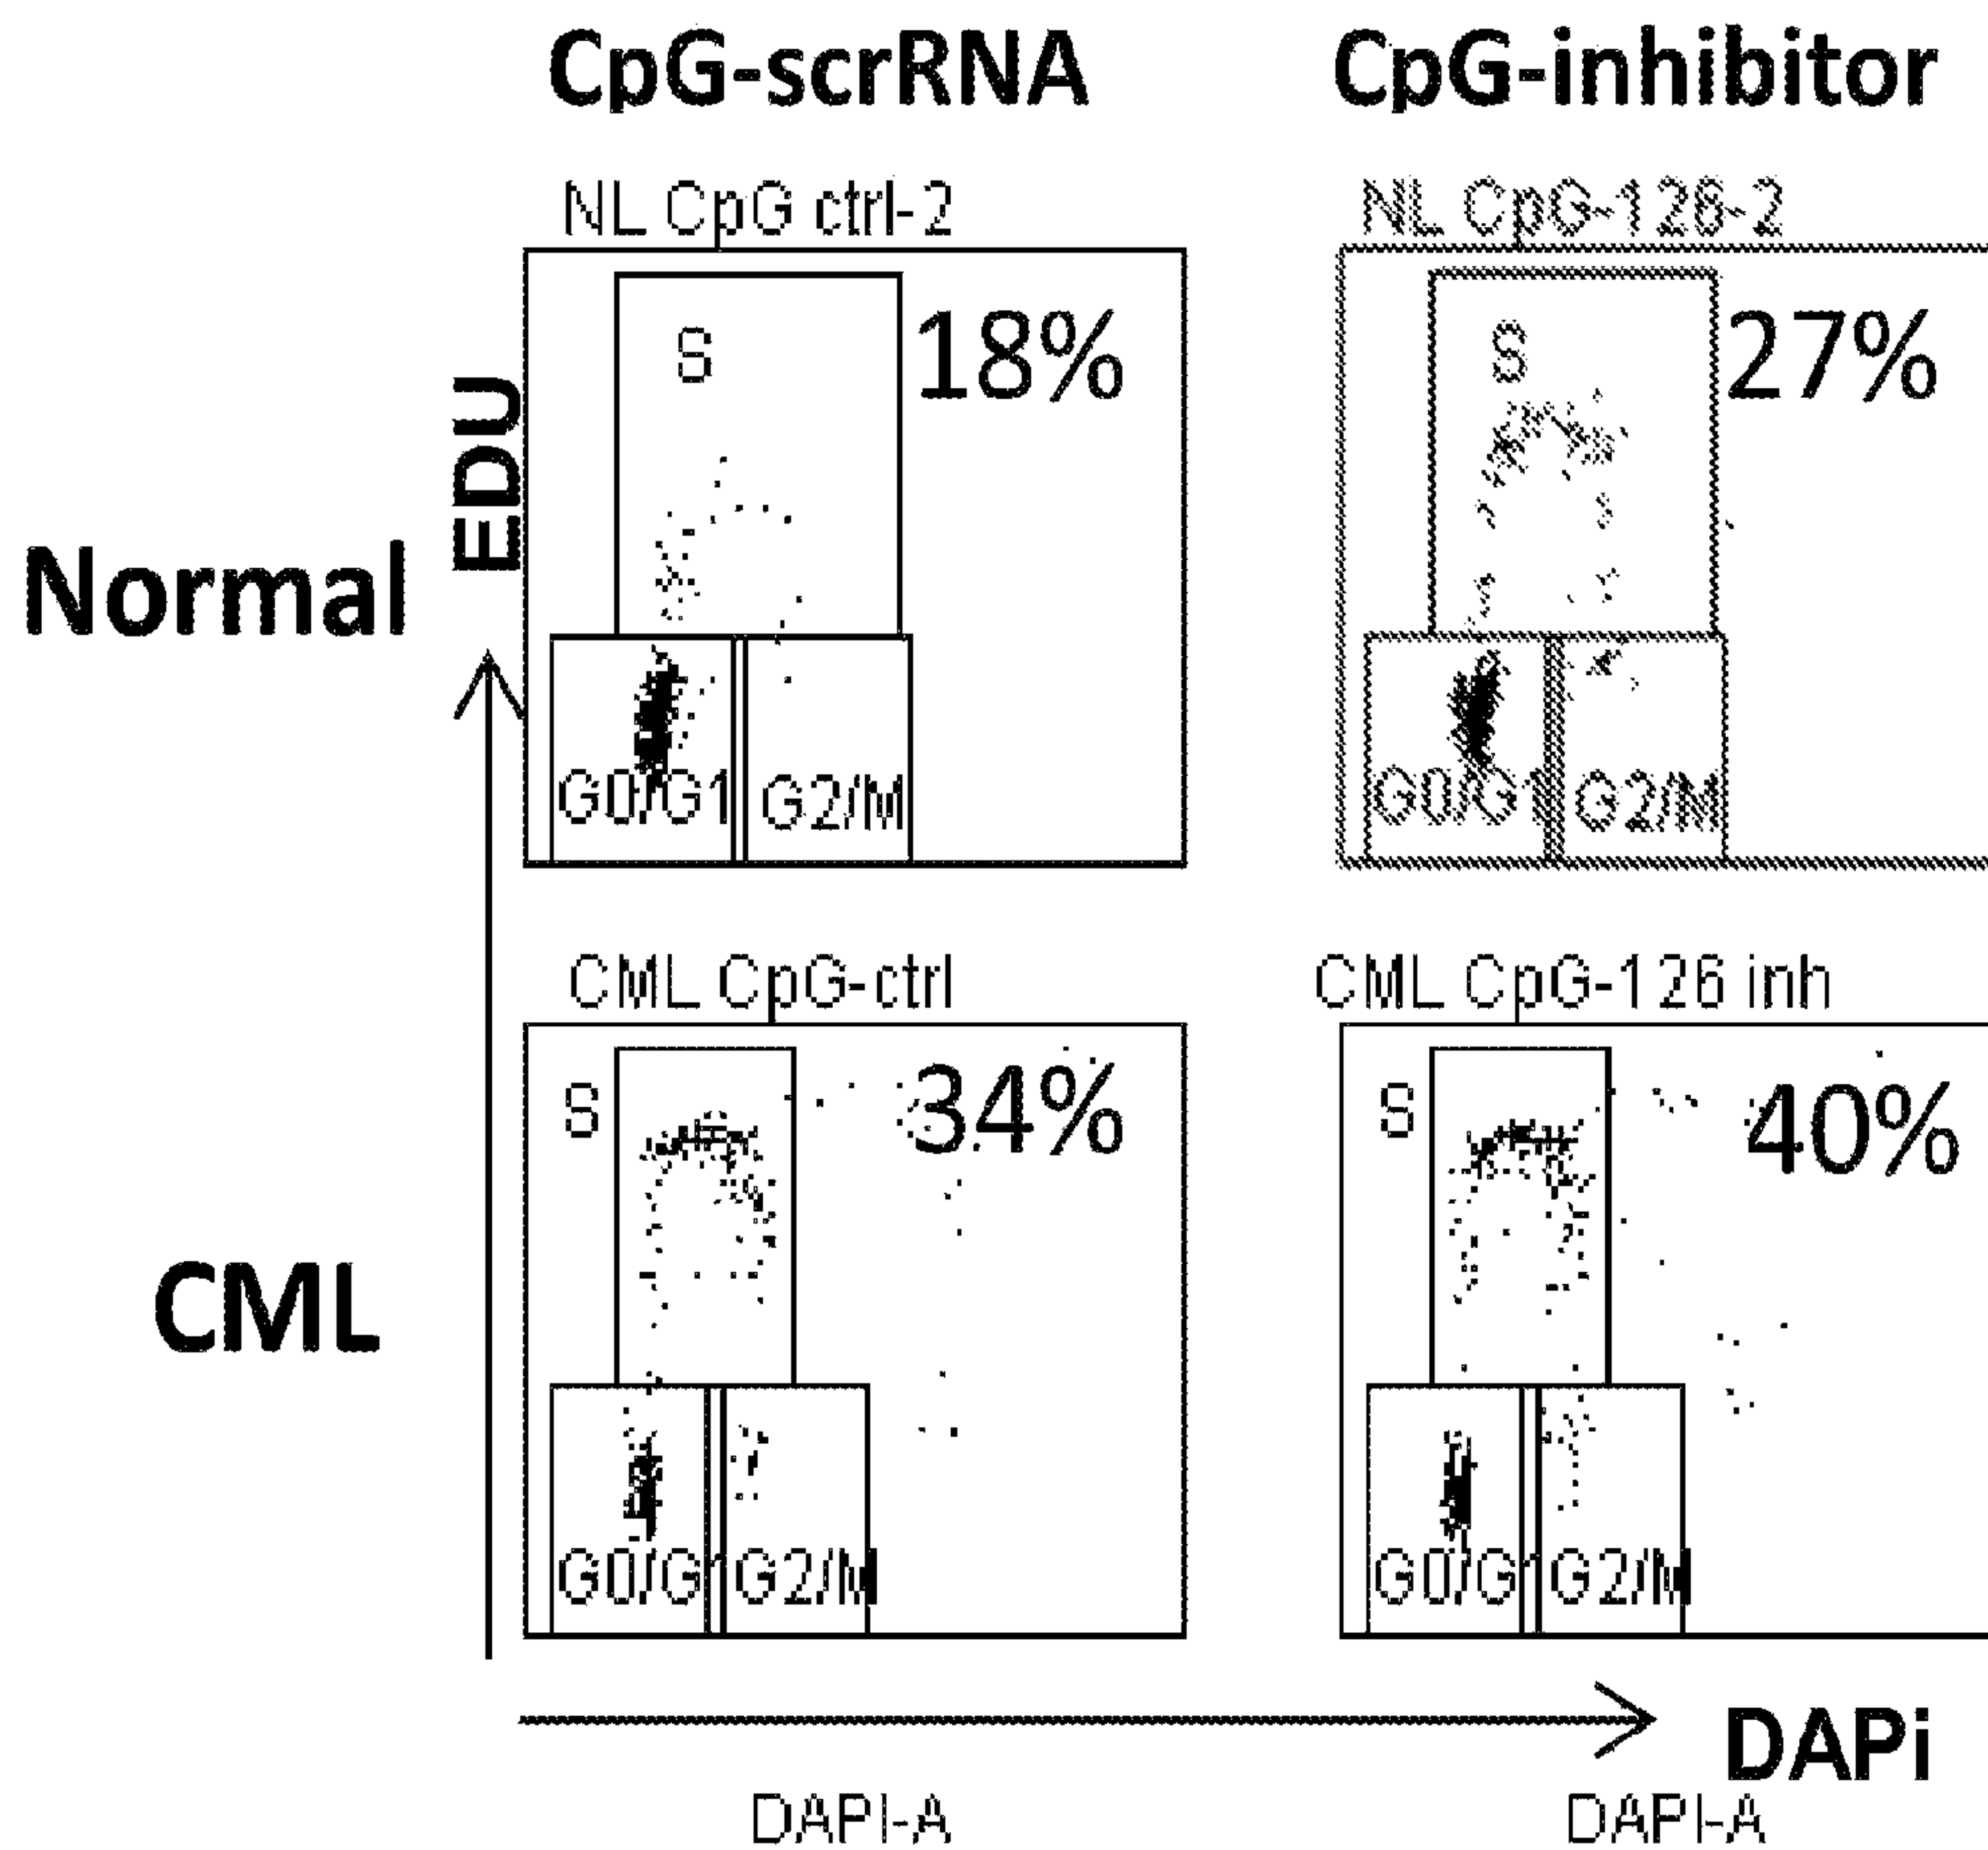 CpG-scrRNA CpG-inhibitor
NL CpG ctrl-2 NL CpG-126-2
S 18% S 27%
EDU
Normal
G0/G1 G2/M G0/G1 G2/M
CML CpG-ctrl CML CpG-126 inh
S 34% S 40%
CML
G0/G1 G2/M G0/G1 G2/M
DAPi
DAPI-A DAPI-A